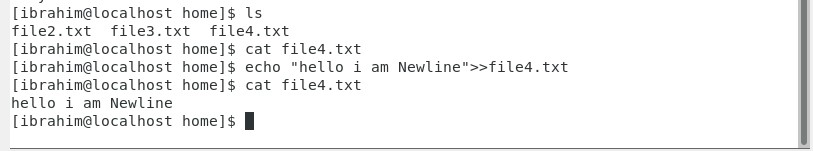 [ibrahim@localhost home]$ ls
file2.txt  file3.txt  file4.txt
[ibrahim@localhost home]$ cat file4.txt
[ibrahim@localhost home]$ echo "hello i am Newline">>file4.txt
[ibrahim@localhost home]$ cat file4.txt
hello i am Newline
[ibrahim@localhost home]$